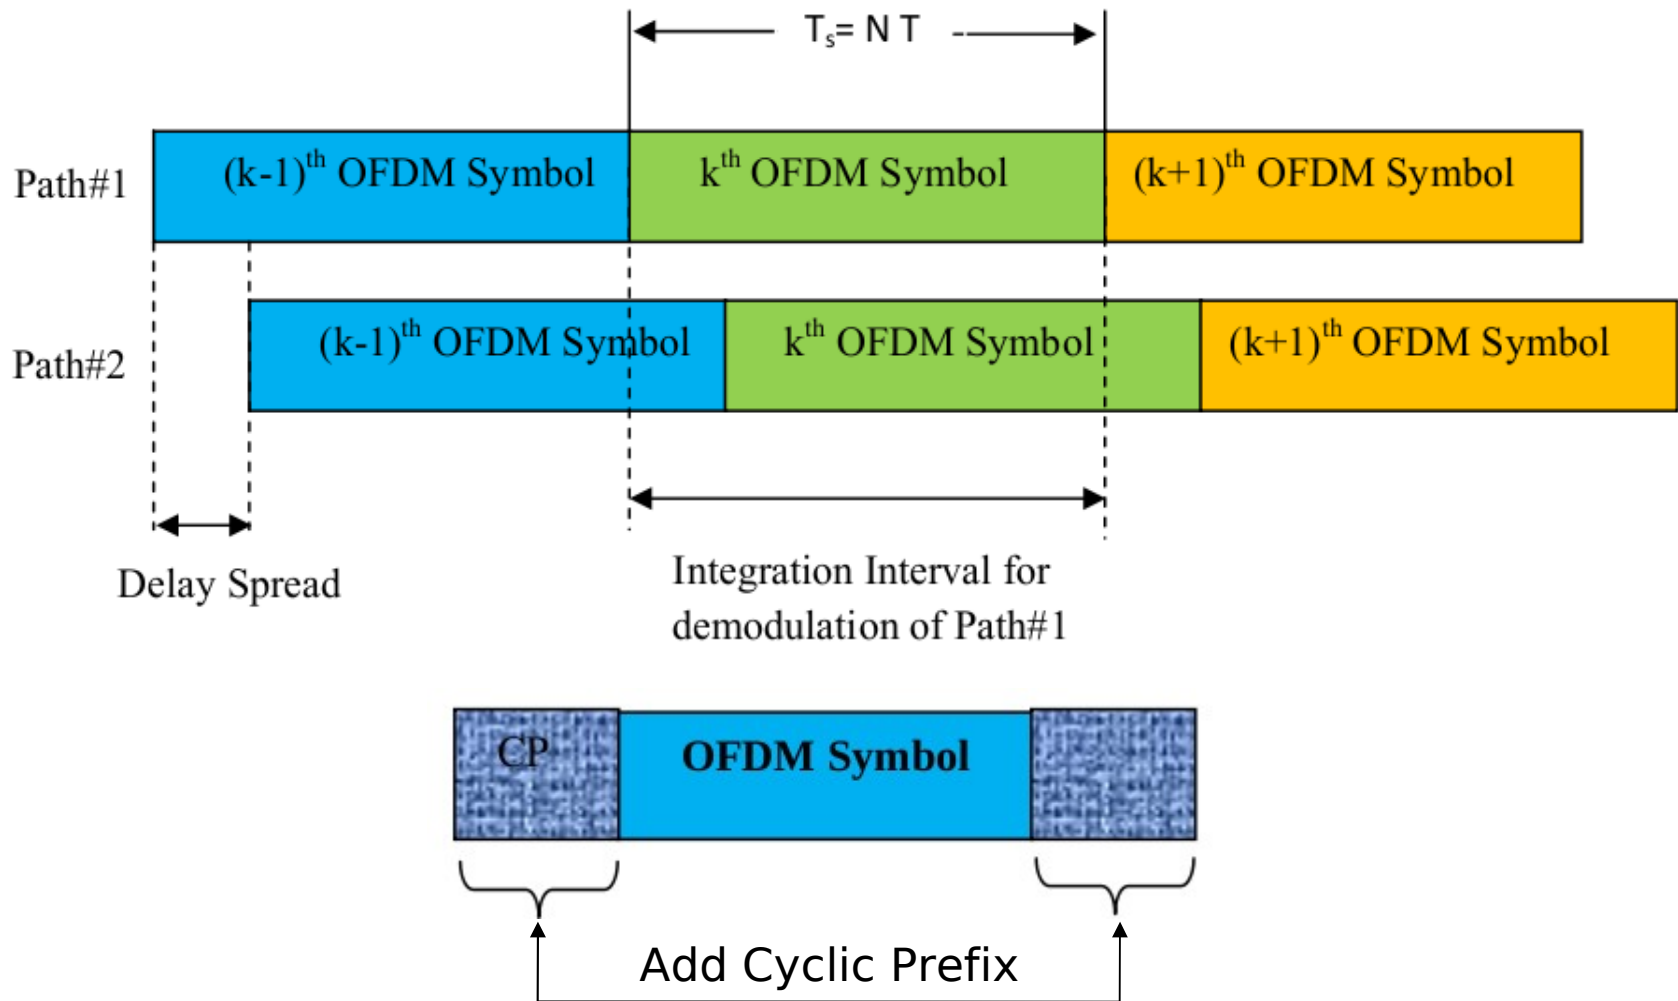 Tₛ= N T
Path#1
(k-1)ᵗʰ OFDM Symbol
kᵗʰ OFDM Symbol
(k+1)ᵗʰ OFDM Symbol
Path#2
(k-1)ᵗʰ OFDM Symbol
kᵗʰ OFDM Symbol
(k+1)ᵗʰ OFDM Symbol
Delay Spread
Integration Interval for
demodulation of Path#1
CP
OFDM Symbol
Add Cyclic Prefix